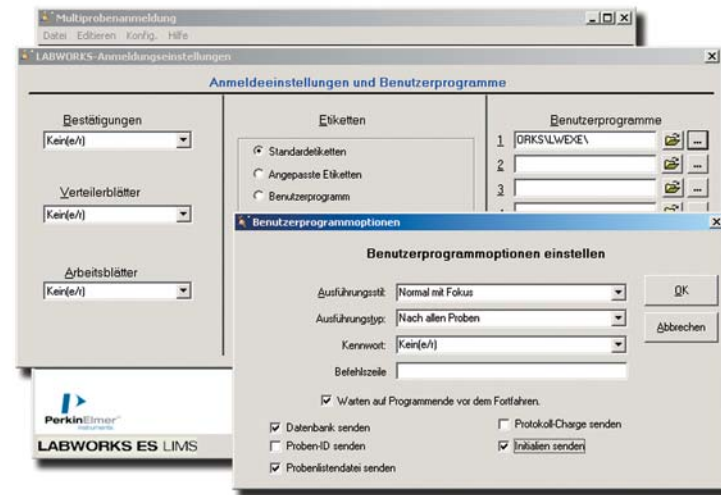 Multiprobenanmeldung
Datei Editieren Konfig. Hilfe
LABWORKS-Anmeldungseinstellungen
Anmeldeeinstellungen und Benutzerprogramme
Bestätigungen
Kein(e/r)
Verteilerblätter
Kein(e/r)
Arbeitsblätter
Kein(e/r)
Etiketten
Standardetiketten
Angepasste Etiketten
Benutzerprogramm
Benutzerprogramme
1 ORKS\LWEXE\ ...
2 ...
3 ...
Benutzerprogrammoptionen
Benutzerprogrammoptionen einstellen
Ausführungsstil: Normal mit Fokus
Ausführungstyp: Nach allen Proben
Kennwort: Kein(e/r)
Befehlszeile
OK
Abbrechen
Warten auf Programmende vor dem Fortfahren.
Datenbank senden
Protokoll-Charge senden
Proben-ID senden
Initialien senden
Probenlistendatei senden
PerkinElmer
instruments
LABWORKS ES LIMS